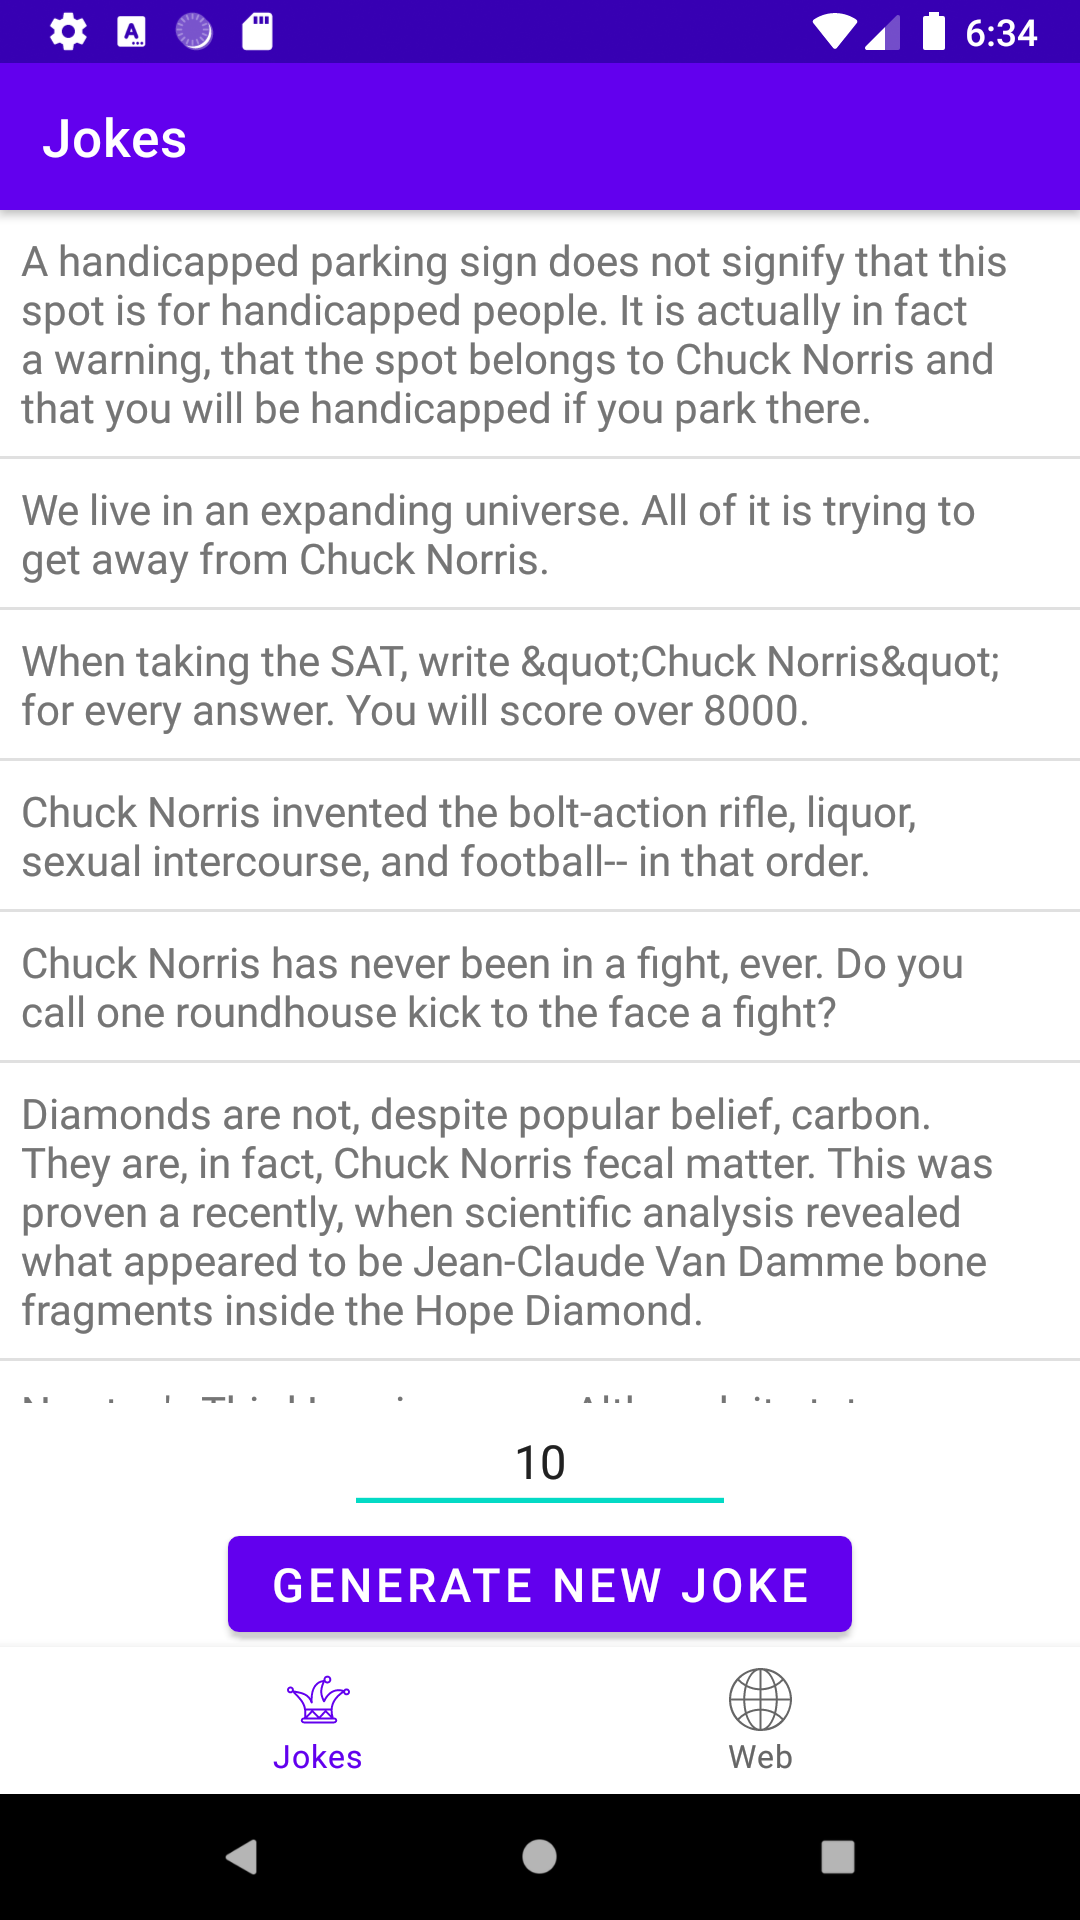 6:34
Jokes
A handicapped parking sign does not signify that this
spot is for handicapped people. It is actually in fact
a warning, that the spot belongs to Chuck Norris and
that you will be handicapped if you park there.
We live in an expanding universe. All of it is trying to
get away from Chuck Norris.
When taking the SAT, write &quot;Chuck Norris&quot;
for every answer. You will score over 8000.
Chuck Norris invented the bolt-action rifle, liquor,
sexual intercourse, and football-- in that order.
Chuck Norris has never been in a fight, ever. Do you
call one roundhouse kick to the face a fight?
Diamonds are not, despite popular belief, carbon.
They are, in fact, Chuck Norris fecal matter. This was
proven a recently, when scientific analysis revealed
what appeared to be Jean-Claude Van Damme bone
fragments inside the Hope Diamond.
10
GENERATE NEW JOKE
Jokes
Web